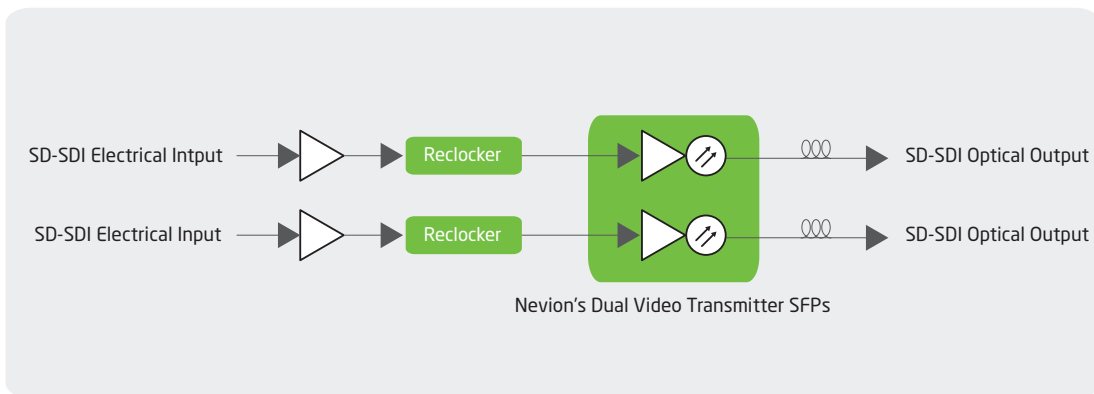 SD-SDI Electrical Intput
Reclocker
SD-SDI Optical Output
SD-SDI Electrical Input
Reclocker
SD-SDI Optical Output
Nevion's Dual Video Transmitter SFPs